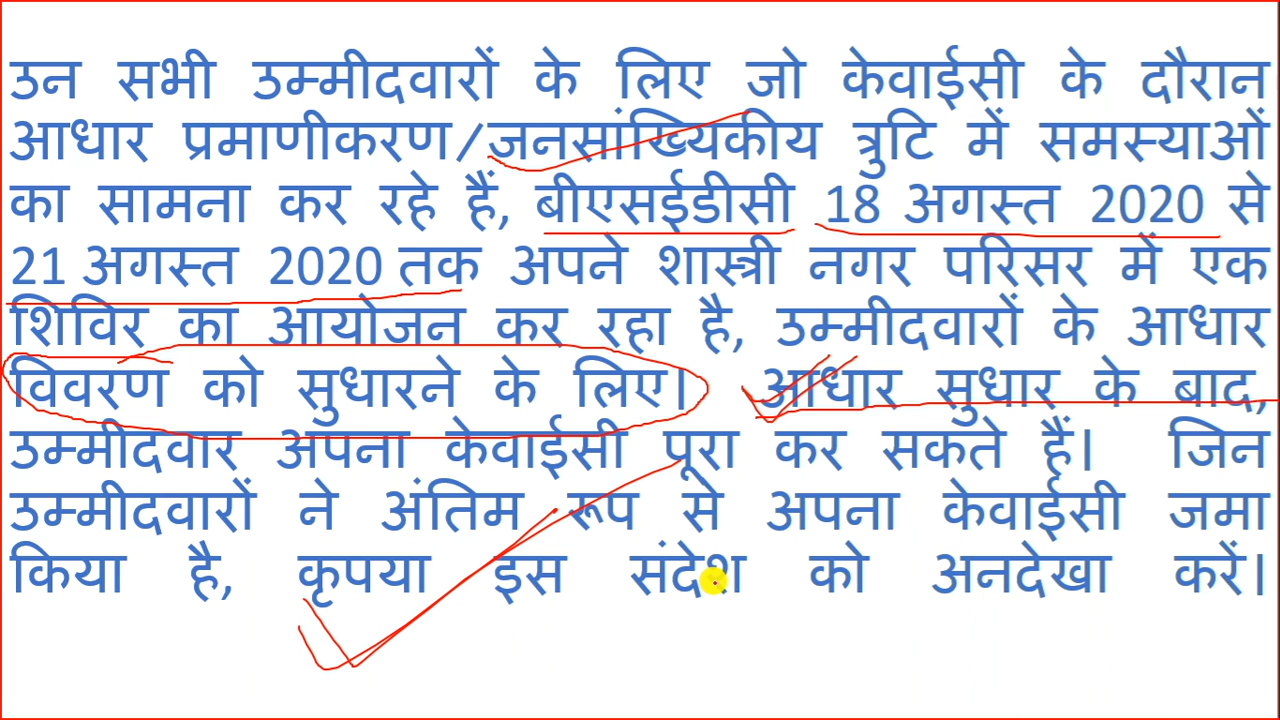 उन सभी उम्मीदवारों के लिए जो केवाईसी के दौरान
आधार प्रमाणीकरण/जनसांख्यिकीय त्रुटि में समस्याओं
का सामना कर रहे हैं, बीएसईडीसी 18 अगस्त 2020 से
21 अगस्त 2020 तक अपने शास्त्री नगर परिसर में एक
शिविर का आयोजन कर रहा है, उम्मीदवारों के आधार
विवरण को सुधारने के लिए। आधार सुधार के बाद,
उम्मीदवार अपना केवाईसी पूरा कर सकते हैं। जिन
उम्मीदवारों ने अंतिम रूप से अपना केवाईसी जमा
किया है, कृपया इस संदेश को अनदेखा करें।